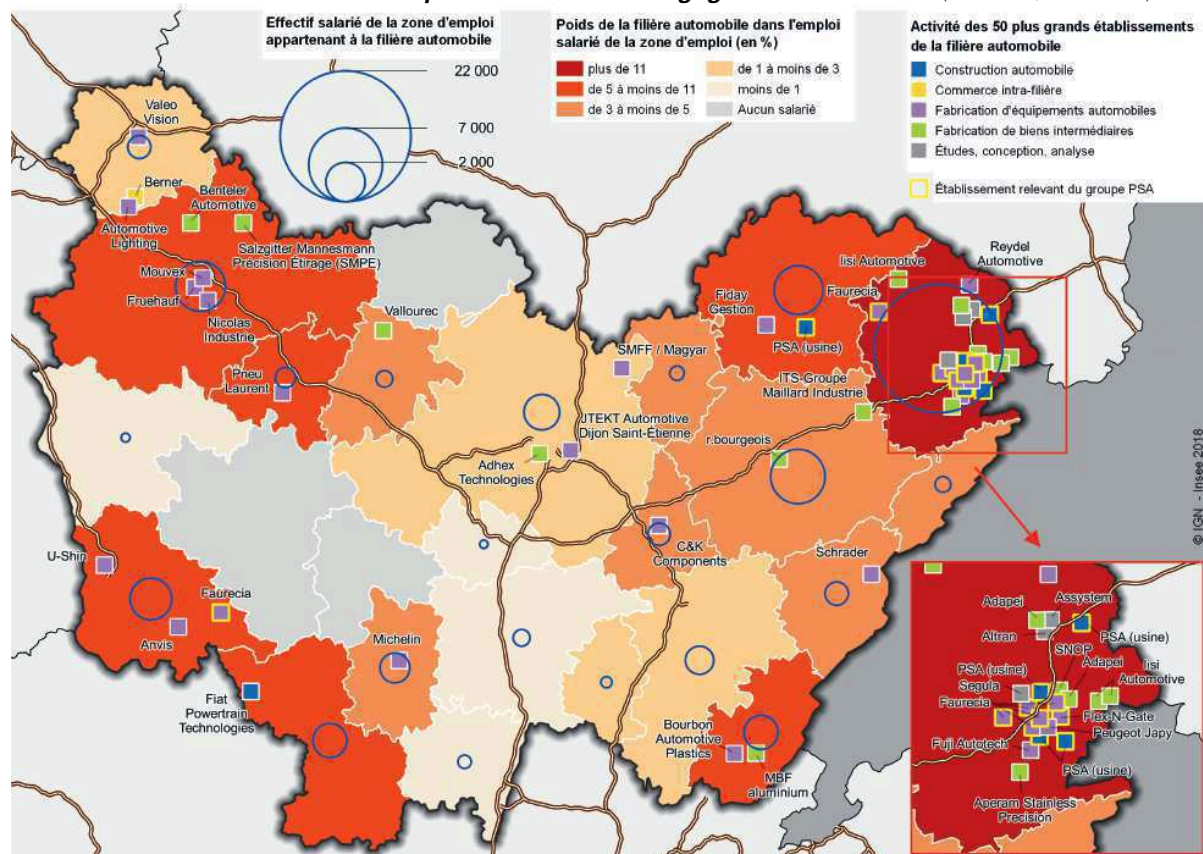 Effectif salarié de la zone d'emploi
appartenant à la filière automobile
22 000
7 000
2 000
Poids de la filière automobile dans l'emploi
salarié de la zone d'emploi (en %)
plus de 11
de 5 à moins de 11
de 3 à moins de 5
de 1 à moins de 3
moins de 1
Aucun salarié
Activité des 50 plus grands établissements
de la filière automobile
Construction automobile
Commerce intra-filière
Fabrication d'équipements automobiles
Fabrication de biens intermédiaires
Études, conception, analyse
Établissement relevant du groupe PSA
Valeo
Vision
Berner
Automotive
Lighting
Benteler
Automotive
Salzgitter Mannesmann
Précision Étirage (SMPE)
Mouvex
Fruehauf
Nicolas
Industrie
Vallourec
Pneu
Laurent
SMFF / Magyar
Fiday
Gestion
PSA (usine)
lisi Automotive
Faurecia
Reydel
Automotive
ITS-Groupe
Maillard Industrie
JTEKT Automotive
Dijon Saint-Étienne
Adhex
Technologies
r.bourgeois
C&K
Components
Schrader
U-Shin
Faurecia
Anvis
Michelin
Fiat
Powertrain
Technologies
Bourbon
Automotive
Plastics
MBF
aluminium
Adapei
Assystem
Altran
PSA (usine)
SNOP
PSA (usine)
Adapei
Segula
lisi
Automotive
Faurecia
Flex-N-Gate
Peugeot Japy
Fuji Autotech
PSA (usine)
Aperam Stainless
Precision
© IGN - Insee 2018